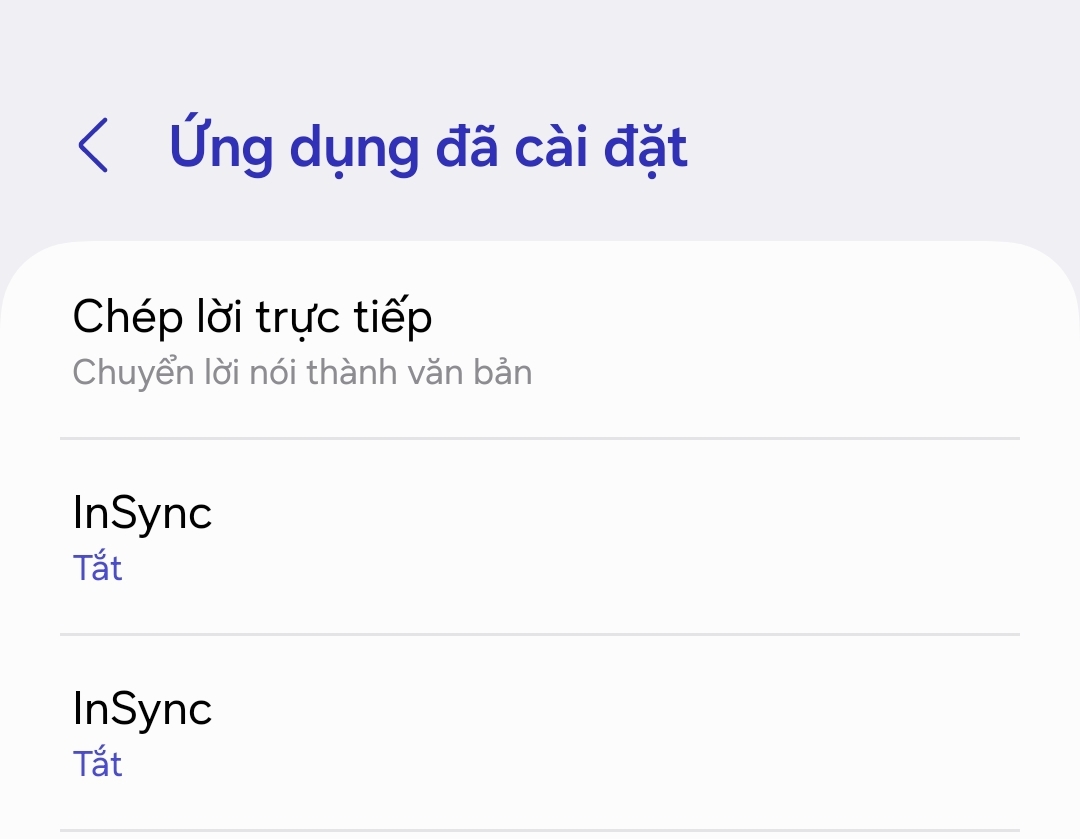 Ứng dụng đã cài đặt
Chép lời trực tiếp
Chuyển lời nói thành văn bản
InSync
Tắt
InSync
Tắt